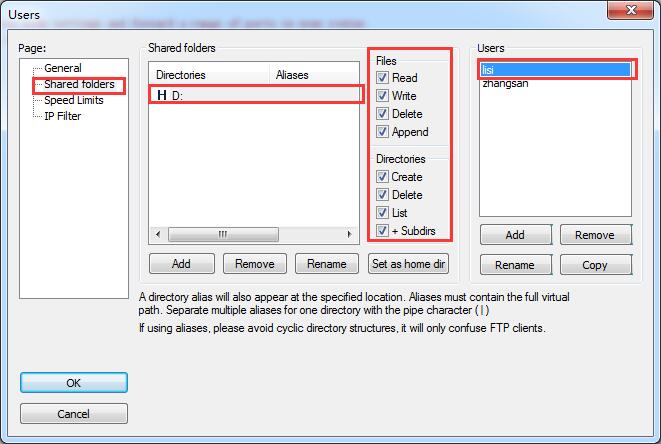 Users
Page:
General
Shared folders
Speed Limits
IP Filter
Shared folders
Directories Aliases
H D:
Files
Read
Write
Delete
Append
Directories
Create
Delete
List
+ Subdirs
Add Remove Rename Set as home dir
Users
lisi
zhangsan
Add Remove
Rename Copy
A directory alias will also appear at the specified location. Aliases must contain the full virtual
path. Separate multiple aliases for one directory with the pipe character ( | )
If using aliases, please avoid cyclic directory structures, it will only confuse FTP clients.
OK
Cancel